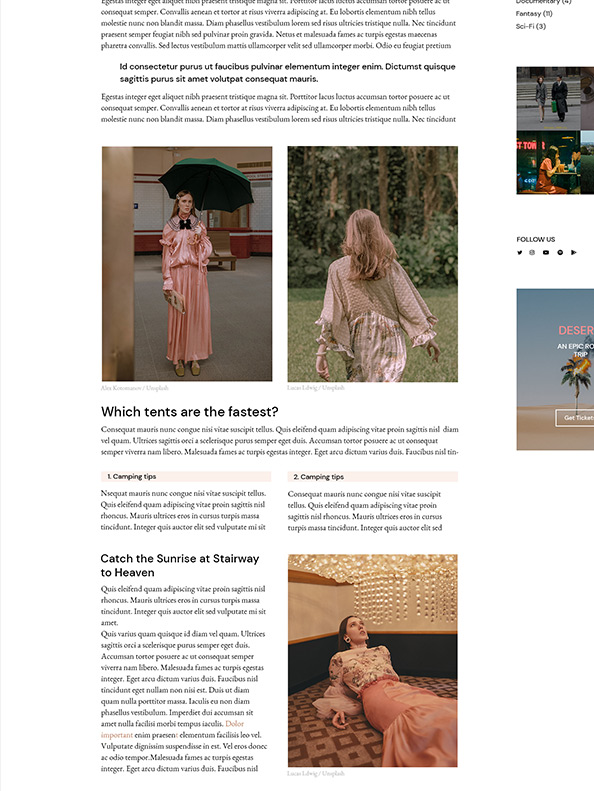 Egestas integer eget aliquet nibh praesent tristique magna sit. Porttitor lacus luctus accumsan tortor posuere ac ut
consequat semper. Convallis aenean et tortor at risus viverra adipiscing at. Eu lobortis elementum nibh tellus
molestie nunc non blandit massa. Diam phasellus vestibulum lorem sed risus ultricies tristique nulla. Nec tincidunt
praesent semper feugiat nibh sed pulvinar proin gravida. Netus et malesuada fames ac turpis egestas maecenas
pharetra convallis. Sed lectus vestibulum mattis ullamcorper velit sed ullamcorper morbi. Odio eu feugiat pretium
Id consectetur purus ut faucibus pulvinar elementum integer enim. Dictumst quisque
sagittis purus sit amet volutpat consequat mauris.
Egestas integer eget aliquet nibh praesent tristique magna sit. Porttitor lacus luctus accumsan tortor posuere ac ut
consequat semper. Convallis aenean et tortor at risus viverra adipiscing at. Eu lobortis elementum nibh tellus
molestie nunc non blandit massa. Diam phasellus vestibulum lorem sed risus ultricies tristique nulla. Nec tincidunt
Lucas Ldwig / Unsplash
Which tents are the fastest?
Consequat mauris nunc congue nisi vitae suscipit tellus. Quis eleifend quam adipiscing vitae proin sagittis nisl diam
vel quam. Ultrices sagittis orci a scelerisque purus semper eget duis. Accumsan tortor posuere ac ut consequat
semper viverra nam libero. Malesuada fames ac turpis egestas integer. Eget arcu dictum varius duis. Faucibus nisl tin-
1. Camping tips
Nsequat mauris nunc congue nisi vitae suscipit tellus.
Quis eleifend quam adipiscing vitae proin sagittis nisl
rhoncus. Mauris ultrices eros in cursus turpis massa
tincidunt. Integer quis auctor elit sed vulputate mi sit
2. Camping tips
Consequat mauris nunc congue nisi vitae suscipit
tellus. Quis eleifend quam adipiscing vitae proin
sagittis nisl rhoncus. Mauris ultrices eros in cursus
turpis massa tincidunt. Integer quis auctor elit sed
Catch the Sunrise at Stairway
to Heaven
Quis eleifend quam adipiscing vitae proin sagittis nisl
rhoncus. Mauris ultrices eros in cursus turpis massa
tincidunt. Integer quis auctor elit sed vulputate mi sit
amet.
Quis varius quam quisque id diam vel quam. Ultrices
sagittis orci a scelerisque purus semper eget duis.
Accumsan tortor posuere ac ut consequat semper
viverra nam libero. Malesuada fames ac turpis egestas
integer. Eget arcu dictum varius duis. Faucibus nisl
tincidunt eget nullam non nisi est. Duis ut diam
quam nulla porttitor massa. Iaculis eu non diam
phasellus vestibulum. Imperdiet dui accumsan sit
amet nulla facilisi morbi tempus iaculis. Dolor
important enim praesent elementum facilisis leo vel.
Vulputate dignissim suspendisse in est. Vel eros donec
ac odio tempor.Malesuada fames ac turpis egestas
integer. Eget arcu dictum varius duis. Faucibus nisl
Lucas Ldwig / Unsplash
Documentary (4)
Fantasy (11)
Sci-Fi (3)
FOLLOW US
DESER
AN EPIC RO
TRIP
Get Ticket